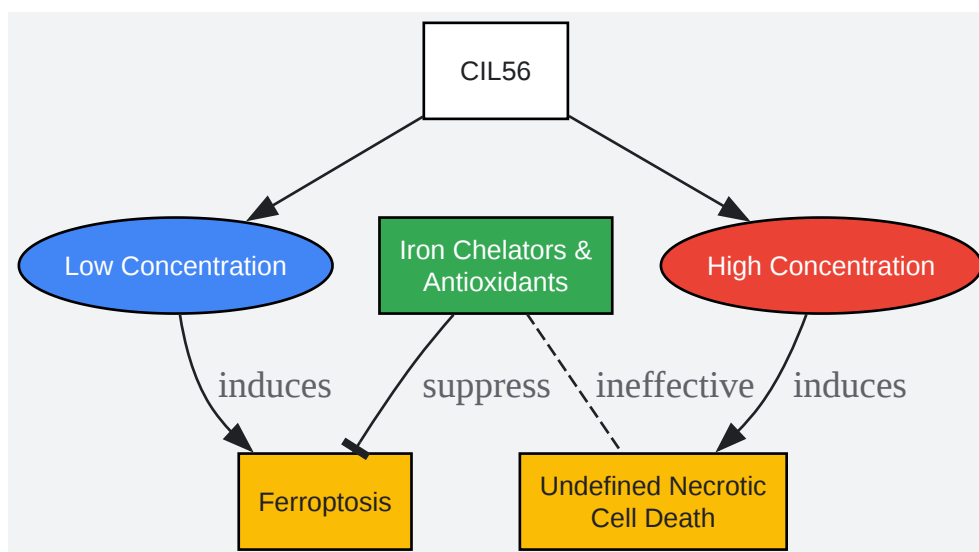 CIL56
Low Concentration
Iron Chelators &
Antioxidants
High Concentration
induces
suppress
ineffective
induces
Ferroptosis
Undefined Necrotic
Cell Death